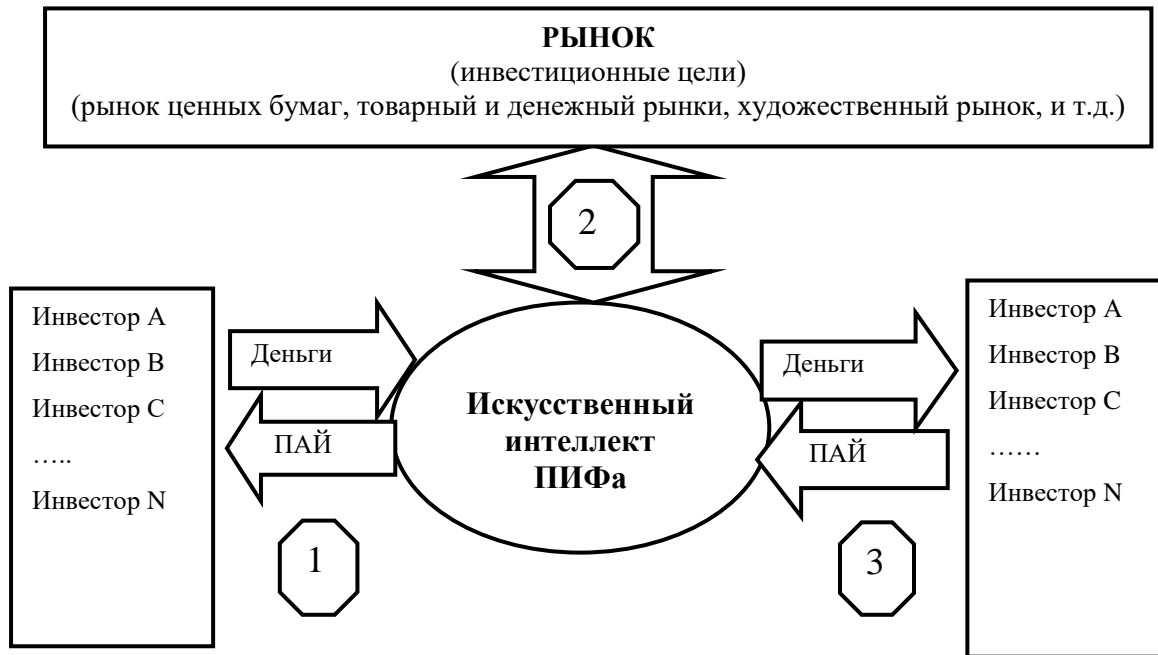 РЫНОК
(инвестиционные цели)
(рынок ценных бумаг, товарный и денежный рынки, художественный рынок, и т.д.)
2
Инвестор A
Инвестор B
Инвестор C
…..
Инвестор N
Деньги
ПАЙ
1
Искусственный
интеллект
ПИФа
Деньги
ПАЙ
3
Инвестор A
Инвестор B
Инвестор C
……
Инвестор N